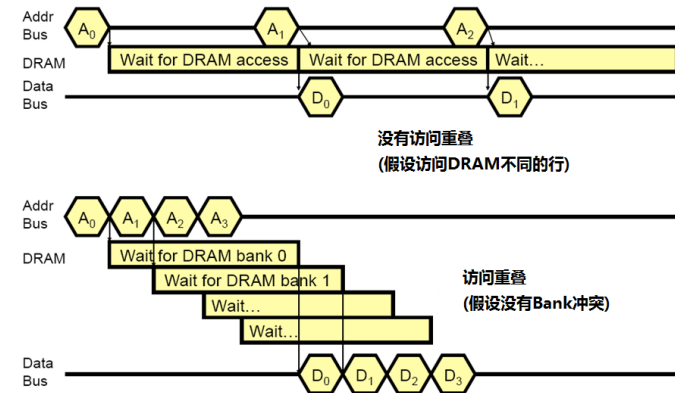 Addr
Bus
A0
A1
A2
DRAM
Wait for DRAM access
Wait for DRAM access
Wait…
Data
Bus
D0
D1
没有访问重叠
(假设访问DRAM不同的行)
Addr
Bus
A0
A1
A2
A3
DRAM
Wait for DRAM bank 0
Wait for DRAM bank 1
Wait…
Wait…
访问重叠
(假设没有Bank冲突)
Data
Bus
D0
D1
D2
D3